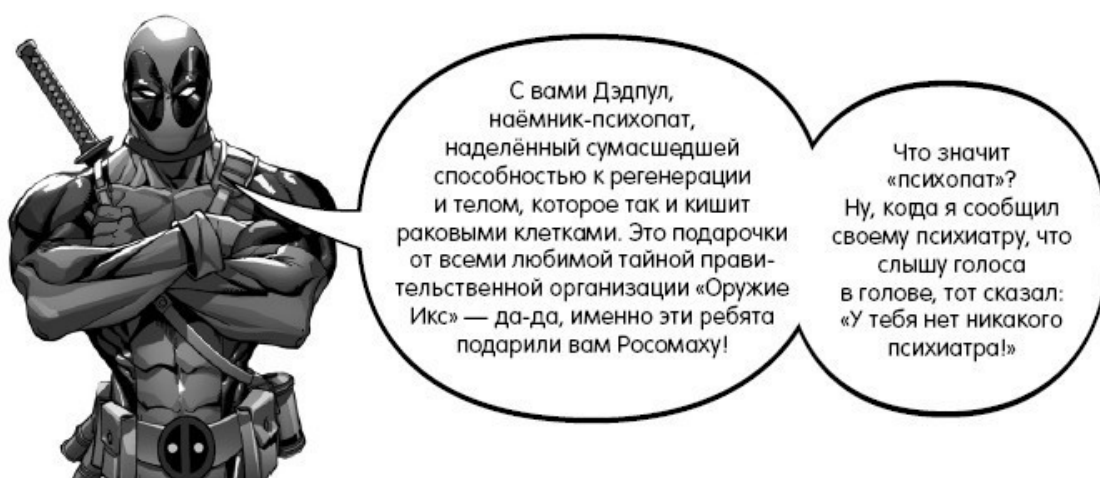 С вами Дэдпул,
наёмник-психопат,
наделённый сумасшедшей
способностью к регенерации
и телом, которое так и кишит
раковыми клетками. Это подарочки
от всеми любимой тайной прави-
тельственной организации «Оружие
Икс» — да-да, именно эти ребята
подарили вам Росомаху!
Что значит
«психопат»?
Ну, когда я сообщил
своему психиатру, что
слышу голоса
в голове, тот сказал:
«У тебя нет никакого
психиатра!»